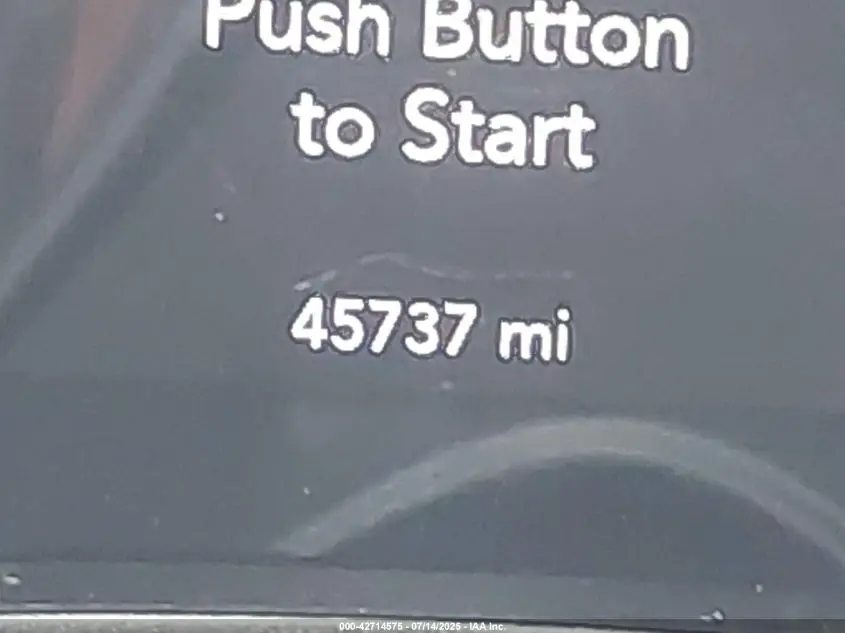 Push Button
to Start
45737 mi
000-42714575 - 07/14/2025 - IAA Inc.